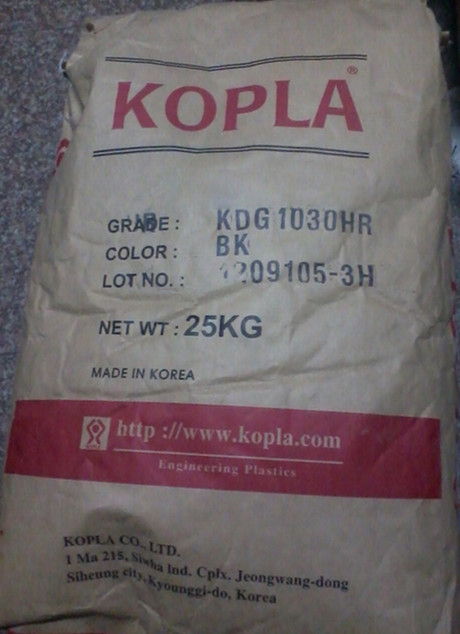 KOPLA®
GRADE : KDG1030HR
COLOR : BK
LOT NO. : 1209105-3H
NET WT : 25KG
MADE IN KOREA
http ://www.kopla.com
Engineering Plastics
KOPLA CO., LTD.
1 Ma 215, Siwha Ind. Cplx. Jeongwang-dong
Siheung city, Kyounggi-do, Korea